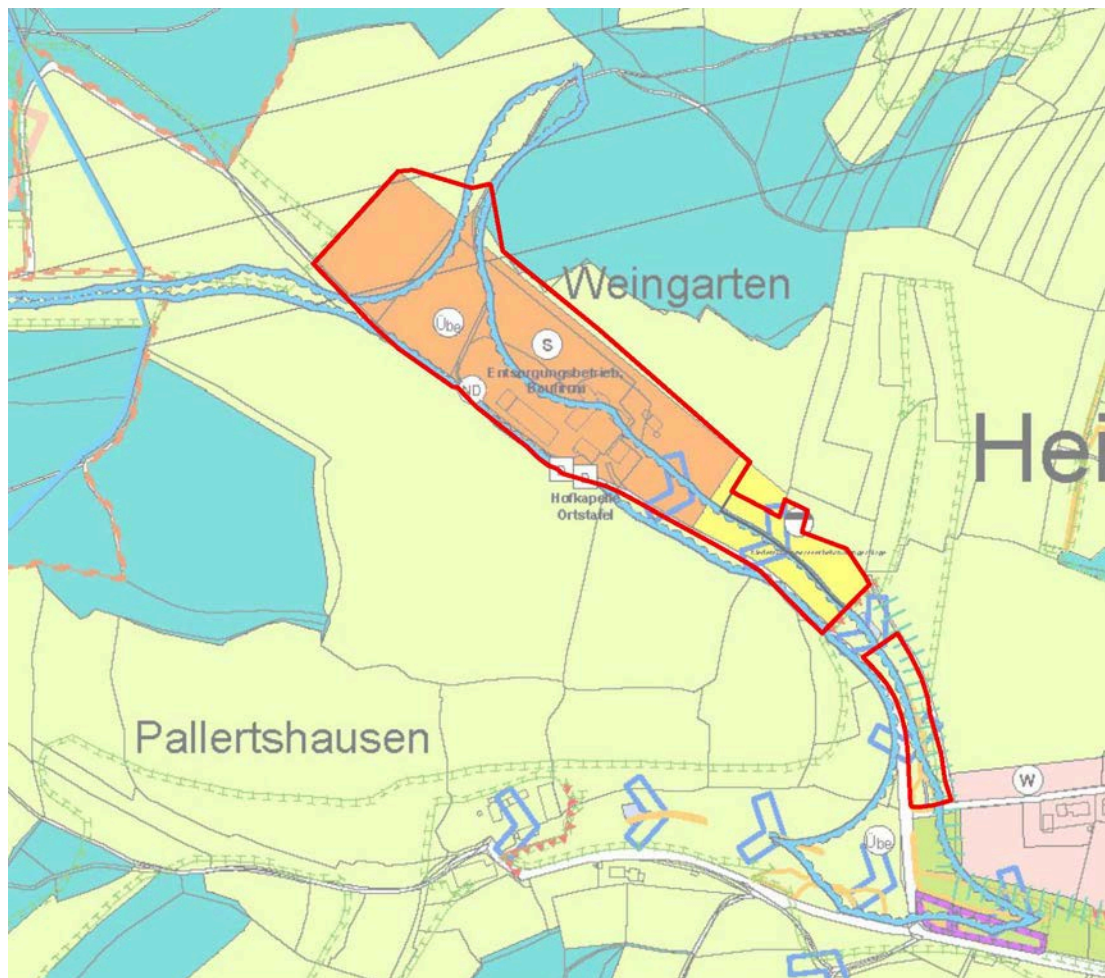 Weingarten
Übe
S
Entsorgungsbetrieb,
Baufirma
ND
Hei
D
D
Hofkapelle
Ortstafel
Pallertshausen
W
Übe